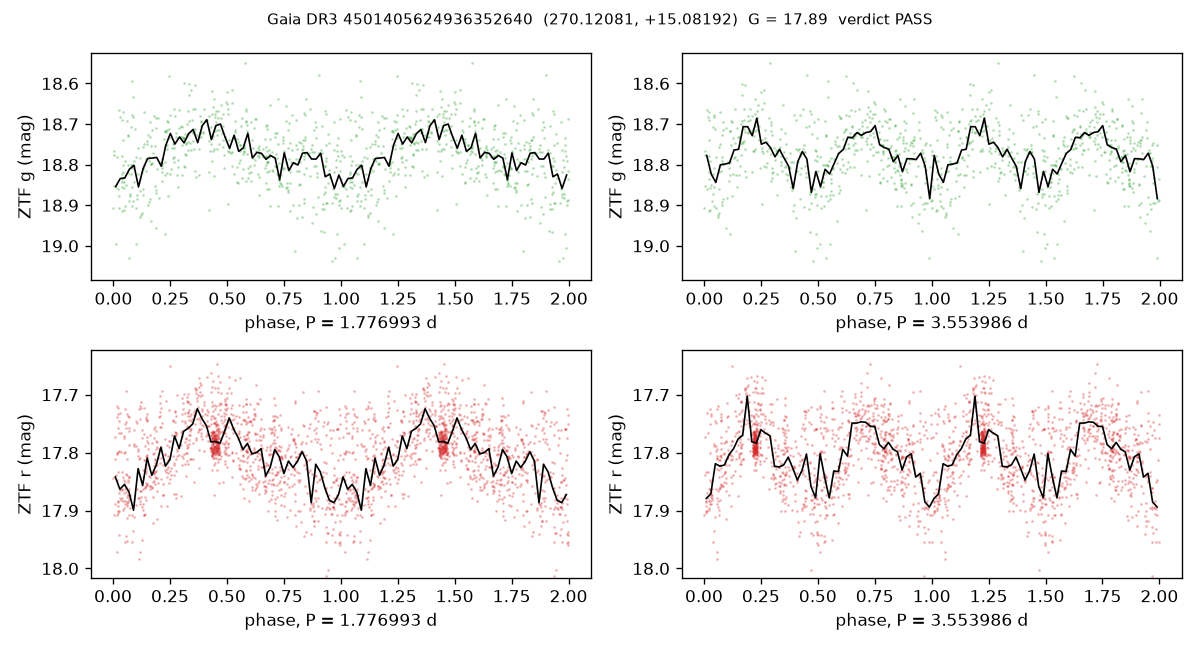 Gaia DR3 4501405624936352640 (270.12081, +15.08192) G = 17.89 verdict PASS
ZTF g (mag)
18.6
18.7
18.8
18.9
19.0
0.00 0.25 0.50 0.75 1.00 1.25 1.50 1.75 2.00
phase, P = 1.776993 d
ZTF g (mag)
18.6
18.7
18.8
18.9
19.0
0.00 0.25 0.50 0.75 1.00 1.25 1.50 1.75 2.00
phase, P = 3.553986 d
ZTF r (mag)
17.7
17.8
17.9
18.0
0.00 0.25 0.50 0.75 1.00 1.25 1.50 1.75 2.00
phase, P = 1.776993 d
ZTF r (mag)
17.7
17.8
17.9
18.0
0.00 0.25 0.50 0.75 1.00 1.25 1.50 1.75 2.00
phase, P = 3.553986 d